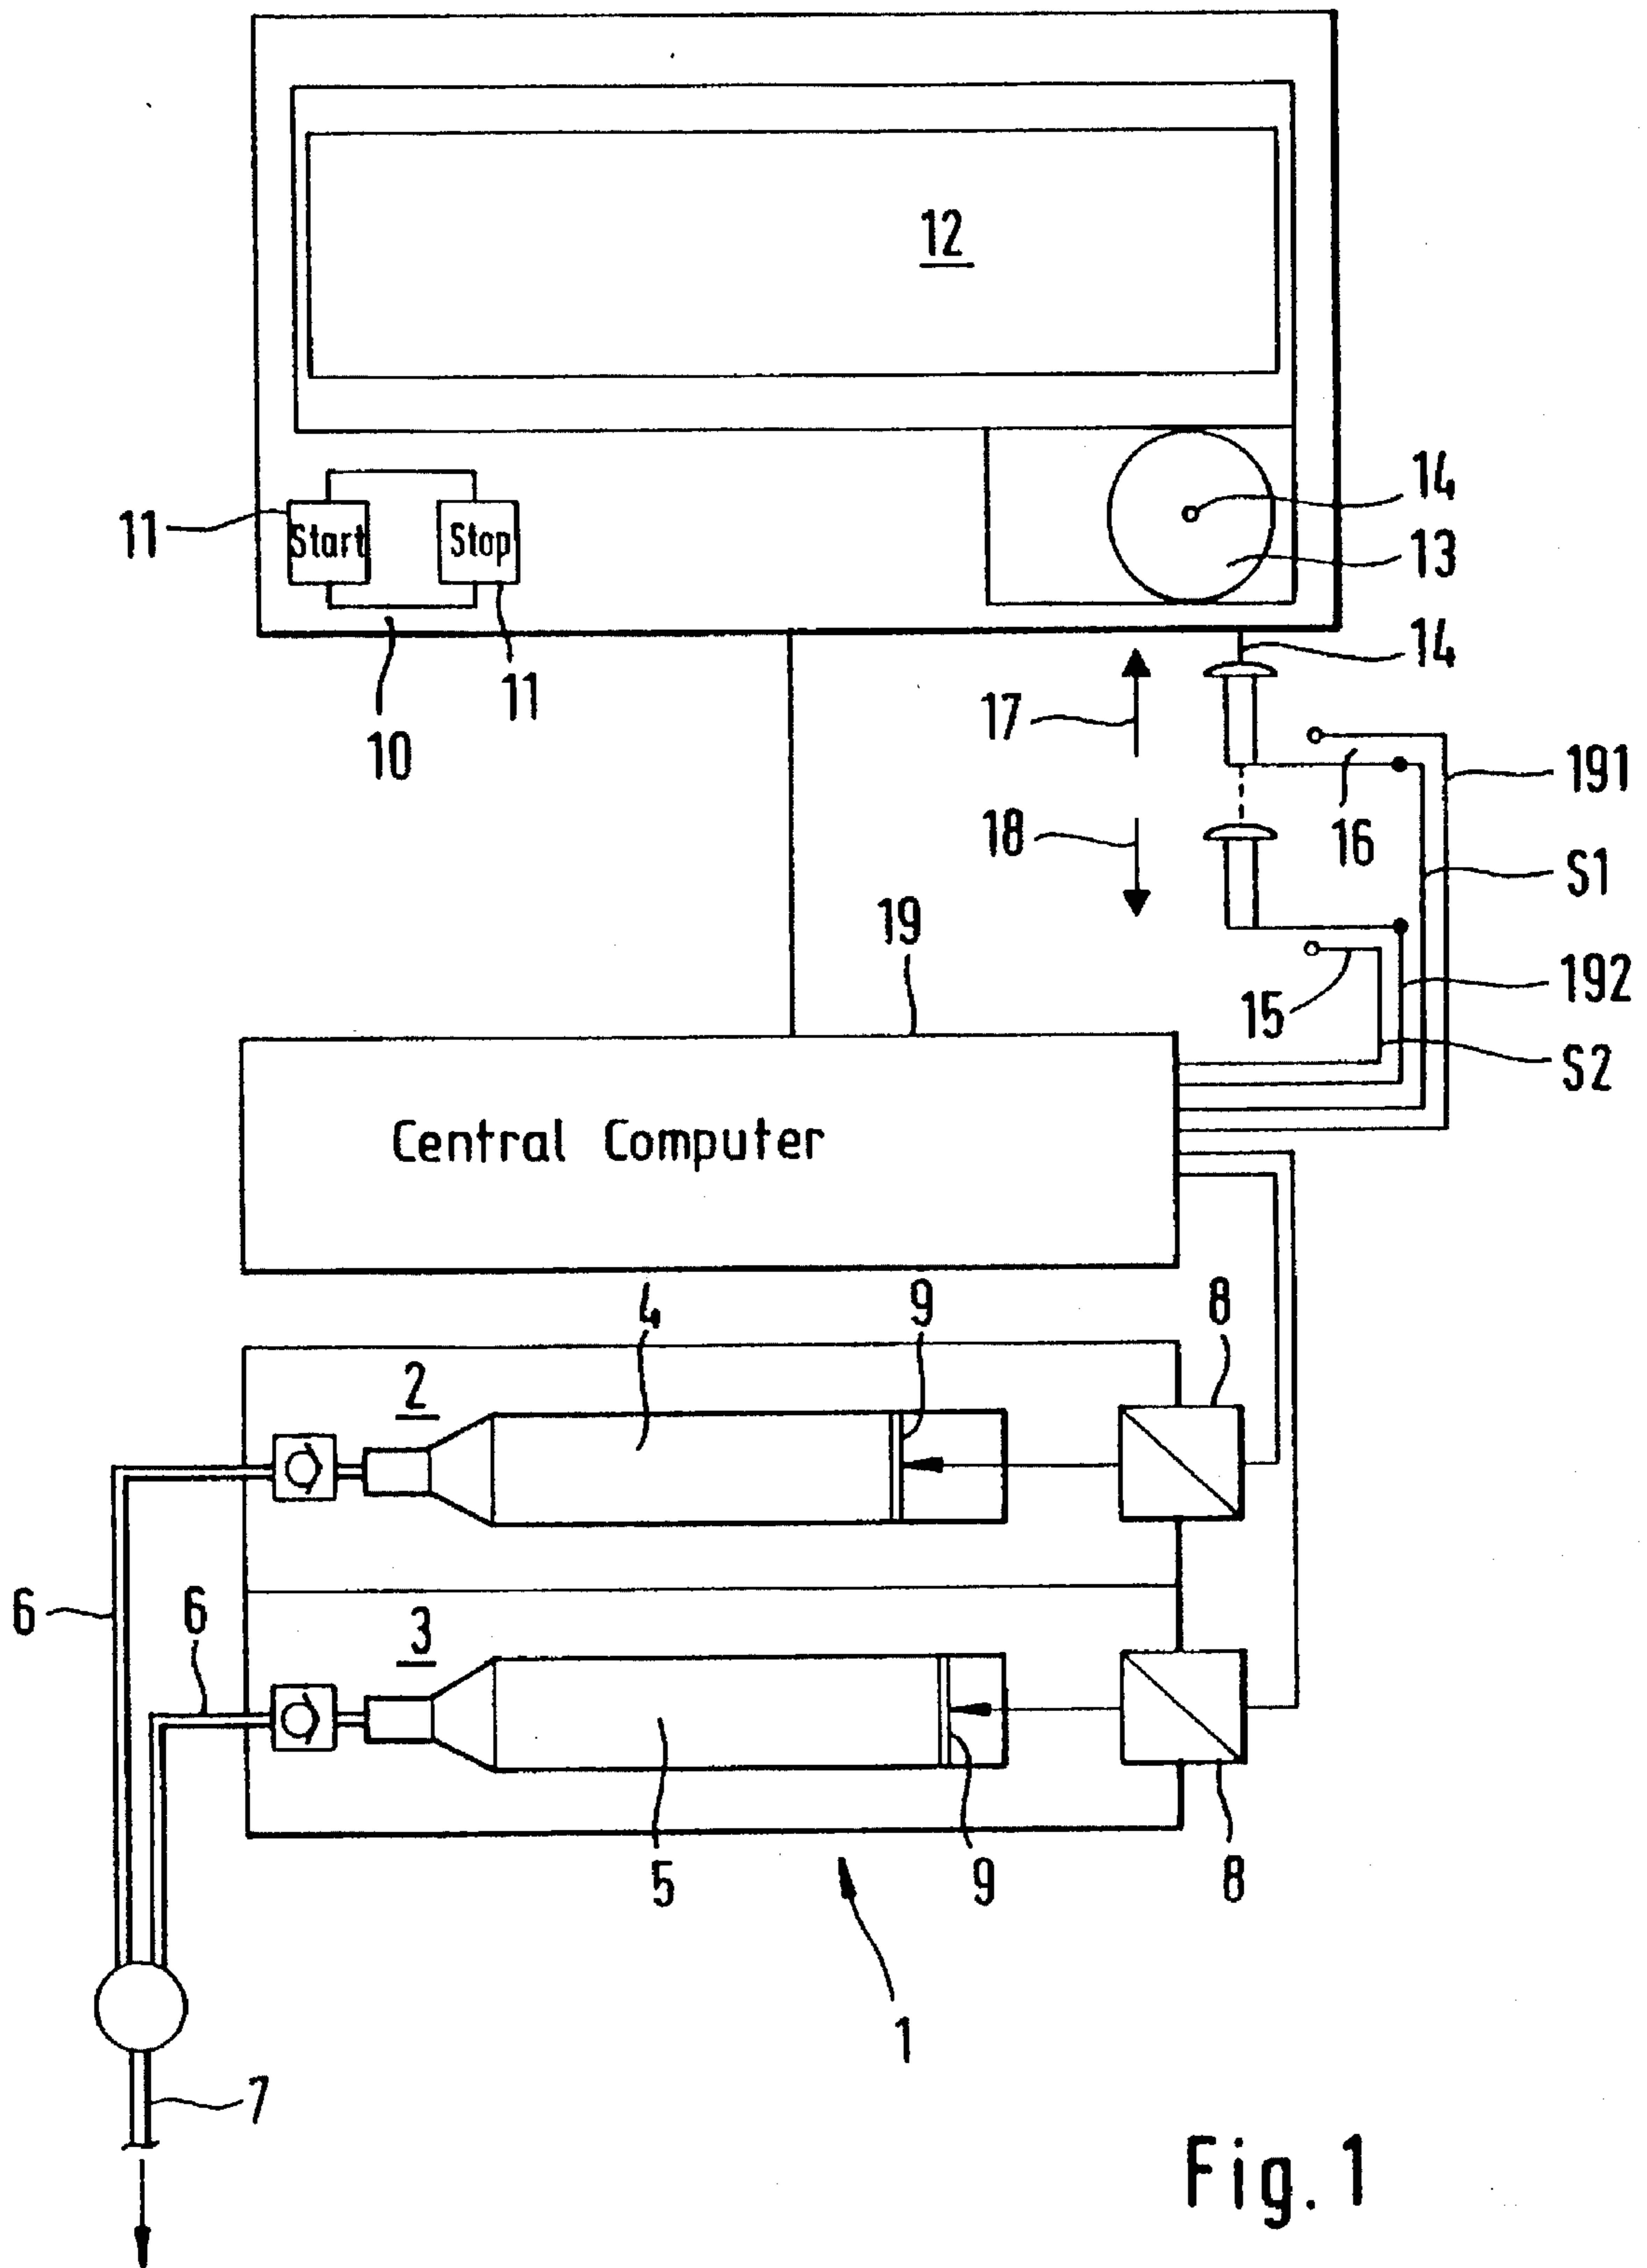 12
14
11 Start Stop 13
14
11
17
10
191
16
18
S1
19
192
15
S2
Central Computer
4 9 8
2
6 6 3
5 9 8
1
7
Fig. 1